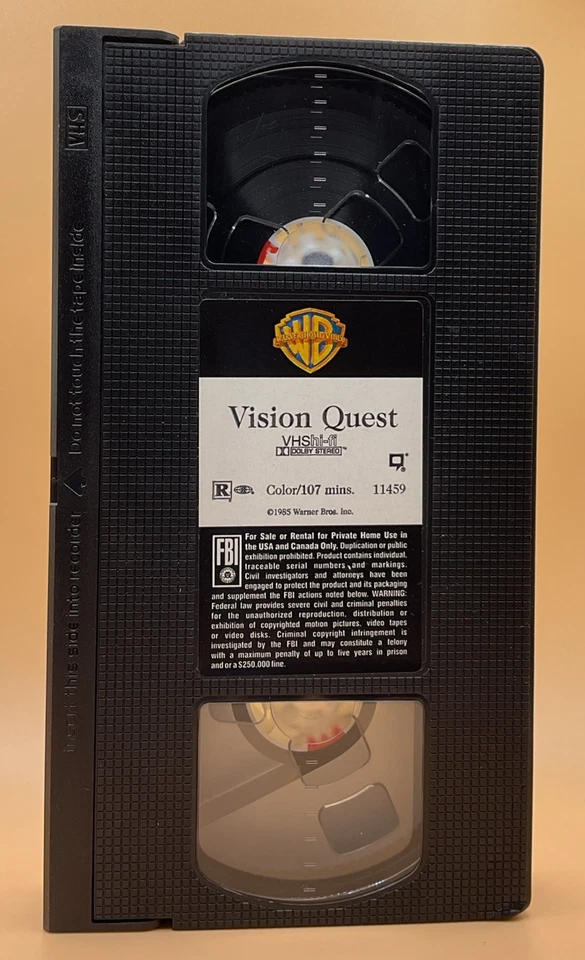 VHS
Do not touch the tape inside
Insert this side into recorder
WB
WARNER HOME VIDEO
Vision Quest
VHS hi-fi
DOLBY STEREO™
R Color/107 mins. 11459
©1985 Warner Bros. Inc.
FBI
For Sale or Rental for Private Home Use in
the USA and Canada Only. Duplication or public
exhibition prohibited. Product contains individual,
traceable serial numbers and markings.
Civil investigators and attorneys have been
engaged to protect the product and its packaging
and supplement the FBI actions noted below. WARNING:
Federal law provides severe civil and criminal penalties
for the unauthorized reproduction, distribution or
exhibition of copyrighted motion pictures, video tapes
or video disks. Criminal copyright infringement is
investigated by the FBI and may constitute a felony
with a maximum penalty of up to five years in prison
and or a $250.000 fine.